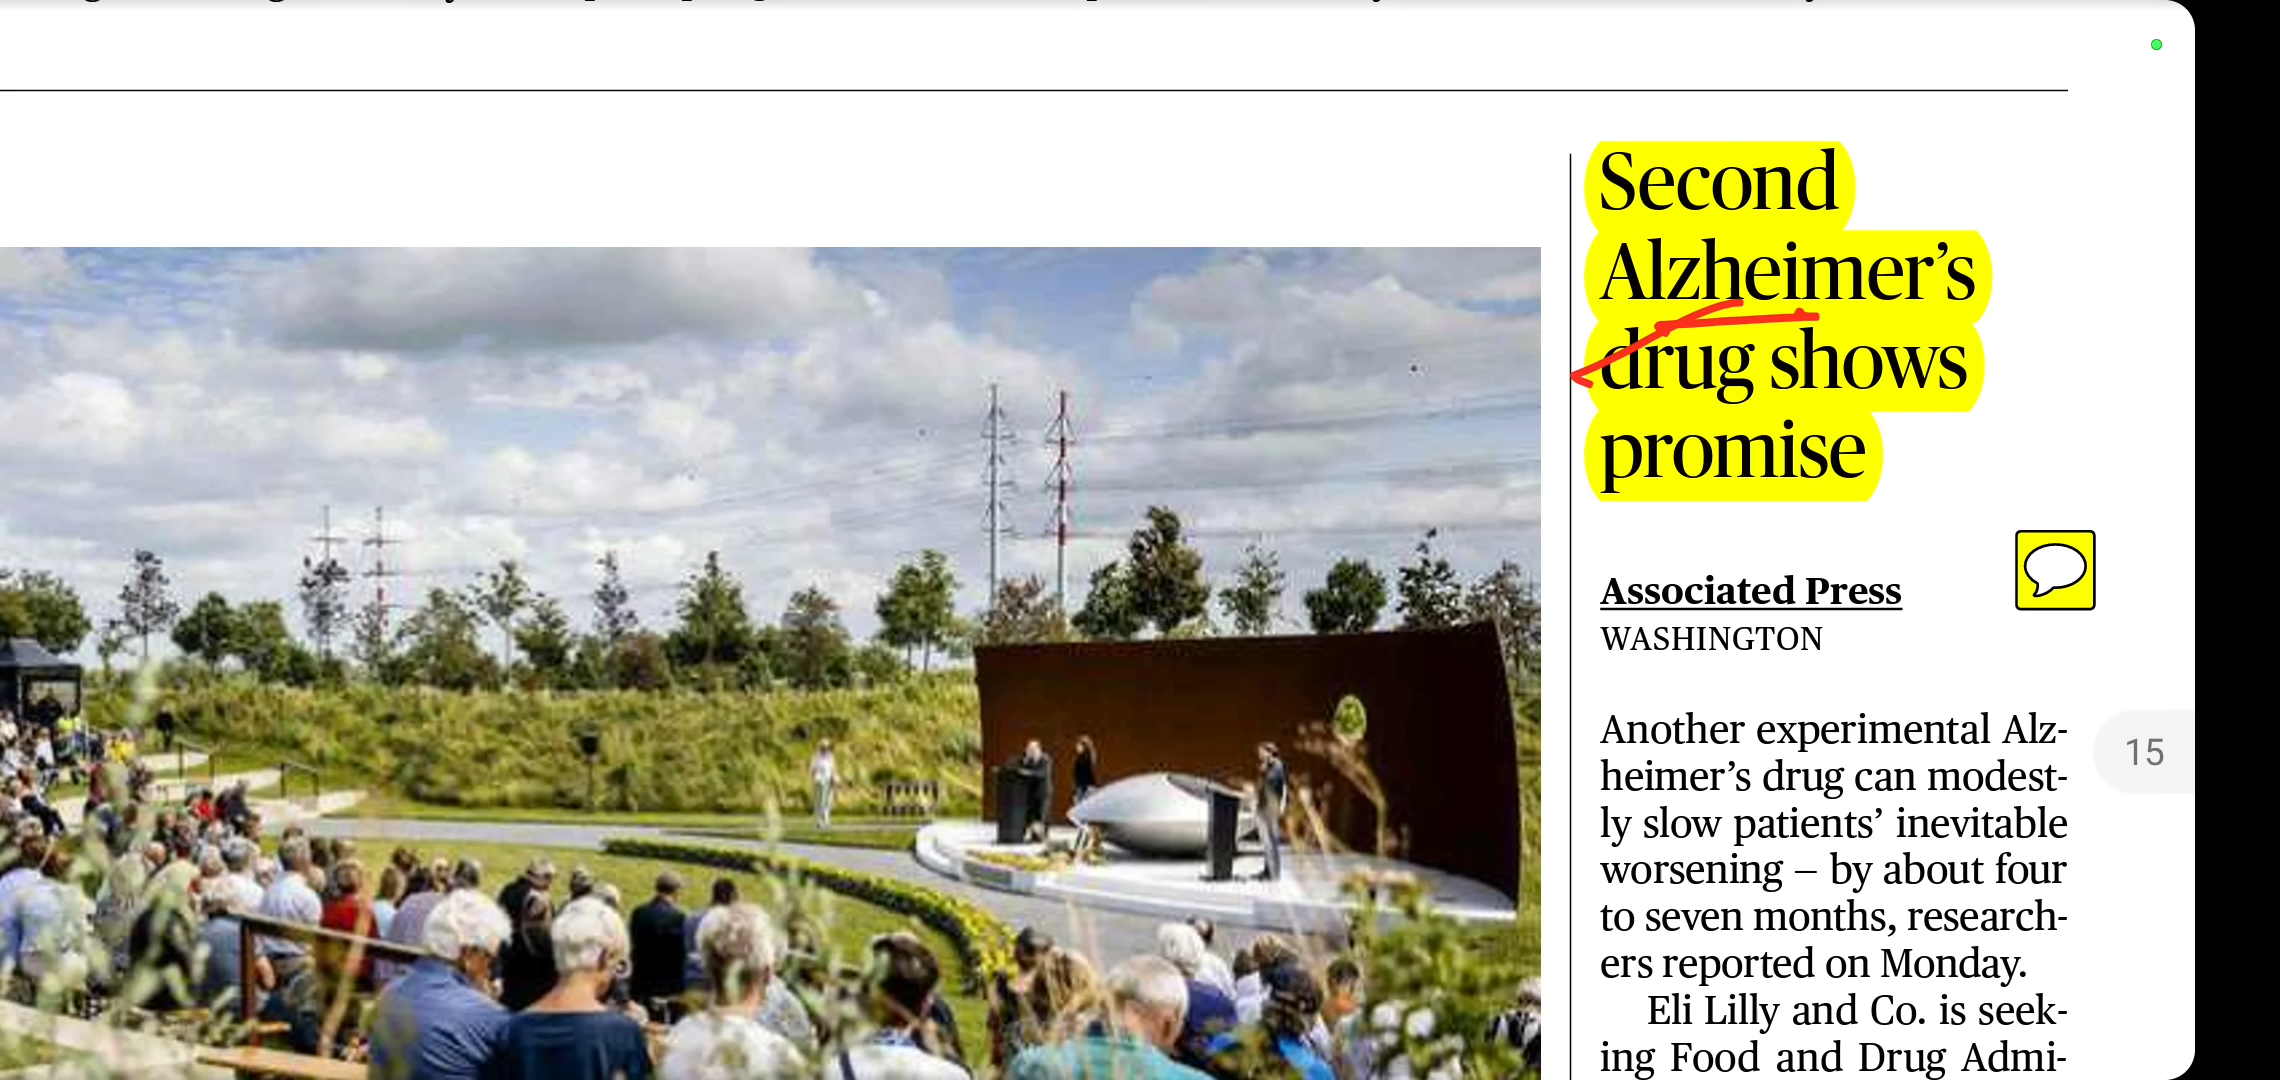 Second
Alzheimer’s
drug shows
promise
Associated Press
WASHINGTON
Another experimental Alz-
heimer’s drug can modest-
ly slow patients’ inevitable
worsening – by about four
to seven months, research-
ers reported on Monday.
Eli Lilly and Co. is seek-
ing Food and Drug Admi-
15